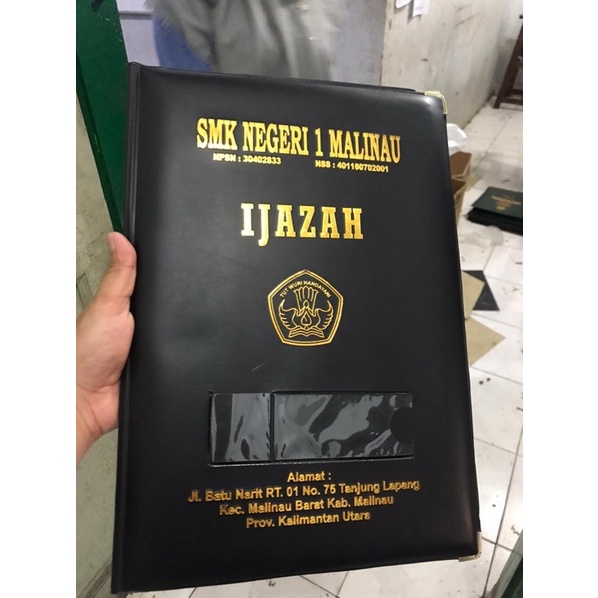 SMK NEGERI 1 MALINAU
NPSN : 30402833 NSS : 401160702001
IJAZAH
TUT WURI HANDAYANI
Alamat :
Jl. Batu Narit RT. 01 No. 75 Tanjung Lapang
Kec. Malinau Barat Kab. Malinau
Prov. Kalimantan Utara